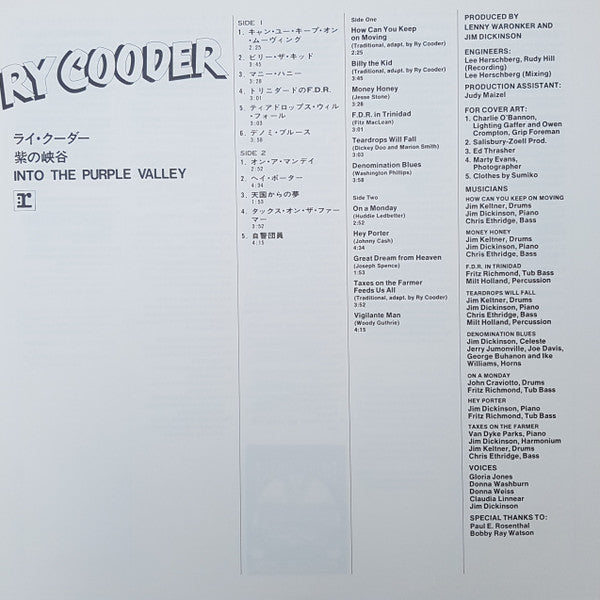 RY COODER
ライ・クーダー
紫の峡谷
INTO THE PURPLE VALLEY
r
SIDE 1
1. キャン・ユー・キープ・オン
・ムーヴィング
2:25
2. ビリー・ザ・キッド
3:45
3. マニー・ハニー
3:28
4. トリニダードのF.D.R.
3:01
5. ティアドロップス・ウィル
・フォール
3:03
6. デノミ・ブルース
3:58
SIDE 2
1. オン・ア・マンデイ
2:52
2. ヘイ・ポーター
4:34
3. 天国からの夢
1:53
4. タックス・オン・ザ・ファー
マー
3:52
5. 自警団員
4:15
Side One
How Can You Keep
on Moving
(Traditional, adapt. by Ry Cooder)
2:25
Billy the Kid
(Traditional, adapt. by Ry Cooder)
3:45
Money Honey
(Jesse Stone)
3:28
F.D.R. in Trinidad
(Fitz MacLean)
3:01
Teardrops Will Fall
(Dickey Doo and Marion Smith)
3:03
Denomination Blues
(Washington Phillips)
3:58
Side Two
On a Monday
(Huddie Ledbetter)
2:52
Hey Porter
(Johnny Cash)
4:34
Great Dream from Heaven
(Joseph Spence)
1:53
Taxes on the Farmer
Feeds Us All
(Traditional, adapt. by Ry Cooder)
3:52
Vigilante Man
(Woody Guthrie)
4:15
PRODUCED BY
LENNY WARONKER AND
JIM DICKINSON
ENGINEERS:
Lee Herschberg, Rudy Hill
(Recording)
Lee Herschberg (Mixing)
PRODUCTION ASSISTANT:
Judy Maizel
FOR COVER ART:
1. Charlie O'Bannon,
Lighting Gaffer and Owen
Crompton, Grip Foreman
2. Salisbury-Zoell Prod.
3. Ed Thrasher
4. Marty Evans,
Photographer
5. Clothes by Sumiko
MUSICIANS
HOW CAN YOU KEEP ON MOVING
Jim Keltner, Drums
Jim Dickinson, Piano
Chris Ethridge, Bass
MONEY HONEY
Jim Keltner, Drums
Jim Dickinson, Piano
Chris Ethridge, Bass
F.D.R. IN TRINIDAD
Fritz Richmond, Tub Bass
Milt Holland, Percussion
TEARDROPS WILL FALL
Jim Keltner, Drums
Jim Dickinson, Piano
Chris Ethridge, Bass
Milt Holland, Percussion
DENOMINATION BLUES
Jim Dickinson, Celeste
Jerry Jumonville, Joe Davis,
George Buhanon and Ike
Williams, Horns
ON A MONDAY
John Craviotto, Drums
Fritz Richmond, Tub Bass
HEY PORTER
Jim Dickinson, Piano
Fritz Richmond, Tub Bass
TAXES ON THE FARMER
Van Dyke Parks, Piano
Jim Dickinson, Harmonium
Jim Keltner, Drums
Chris Ethridge, Bass
VOICES
Gloria Jones
Donna Washburn
Donna Weiss
Claudia Linnear
Jim Dickinson
SPECIAL THANKS TO:
Paul E. Rosenthal
Bobby Ray Watson